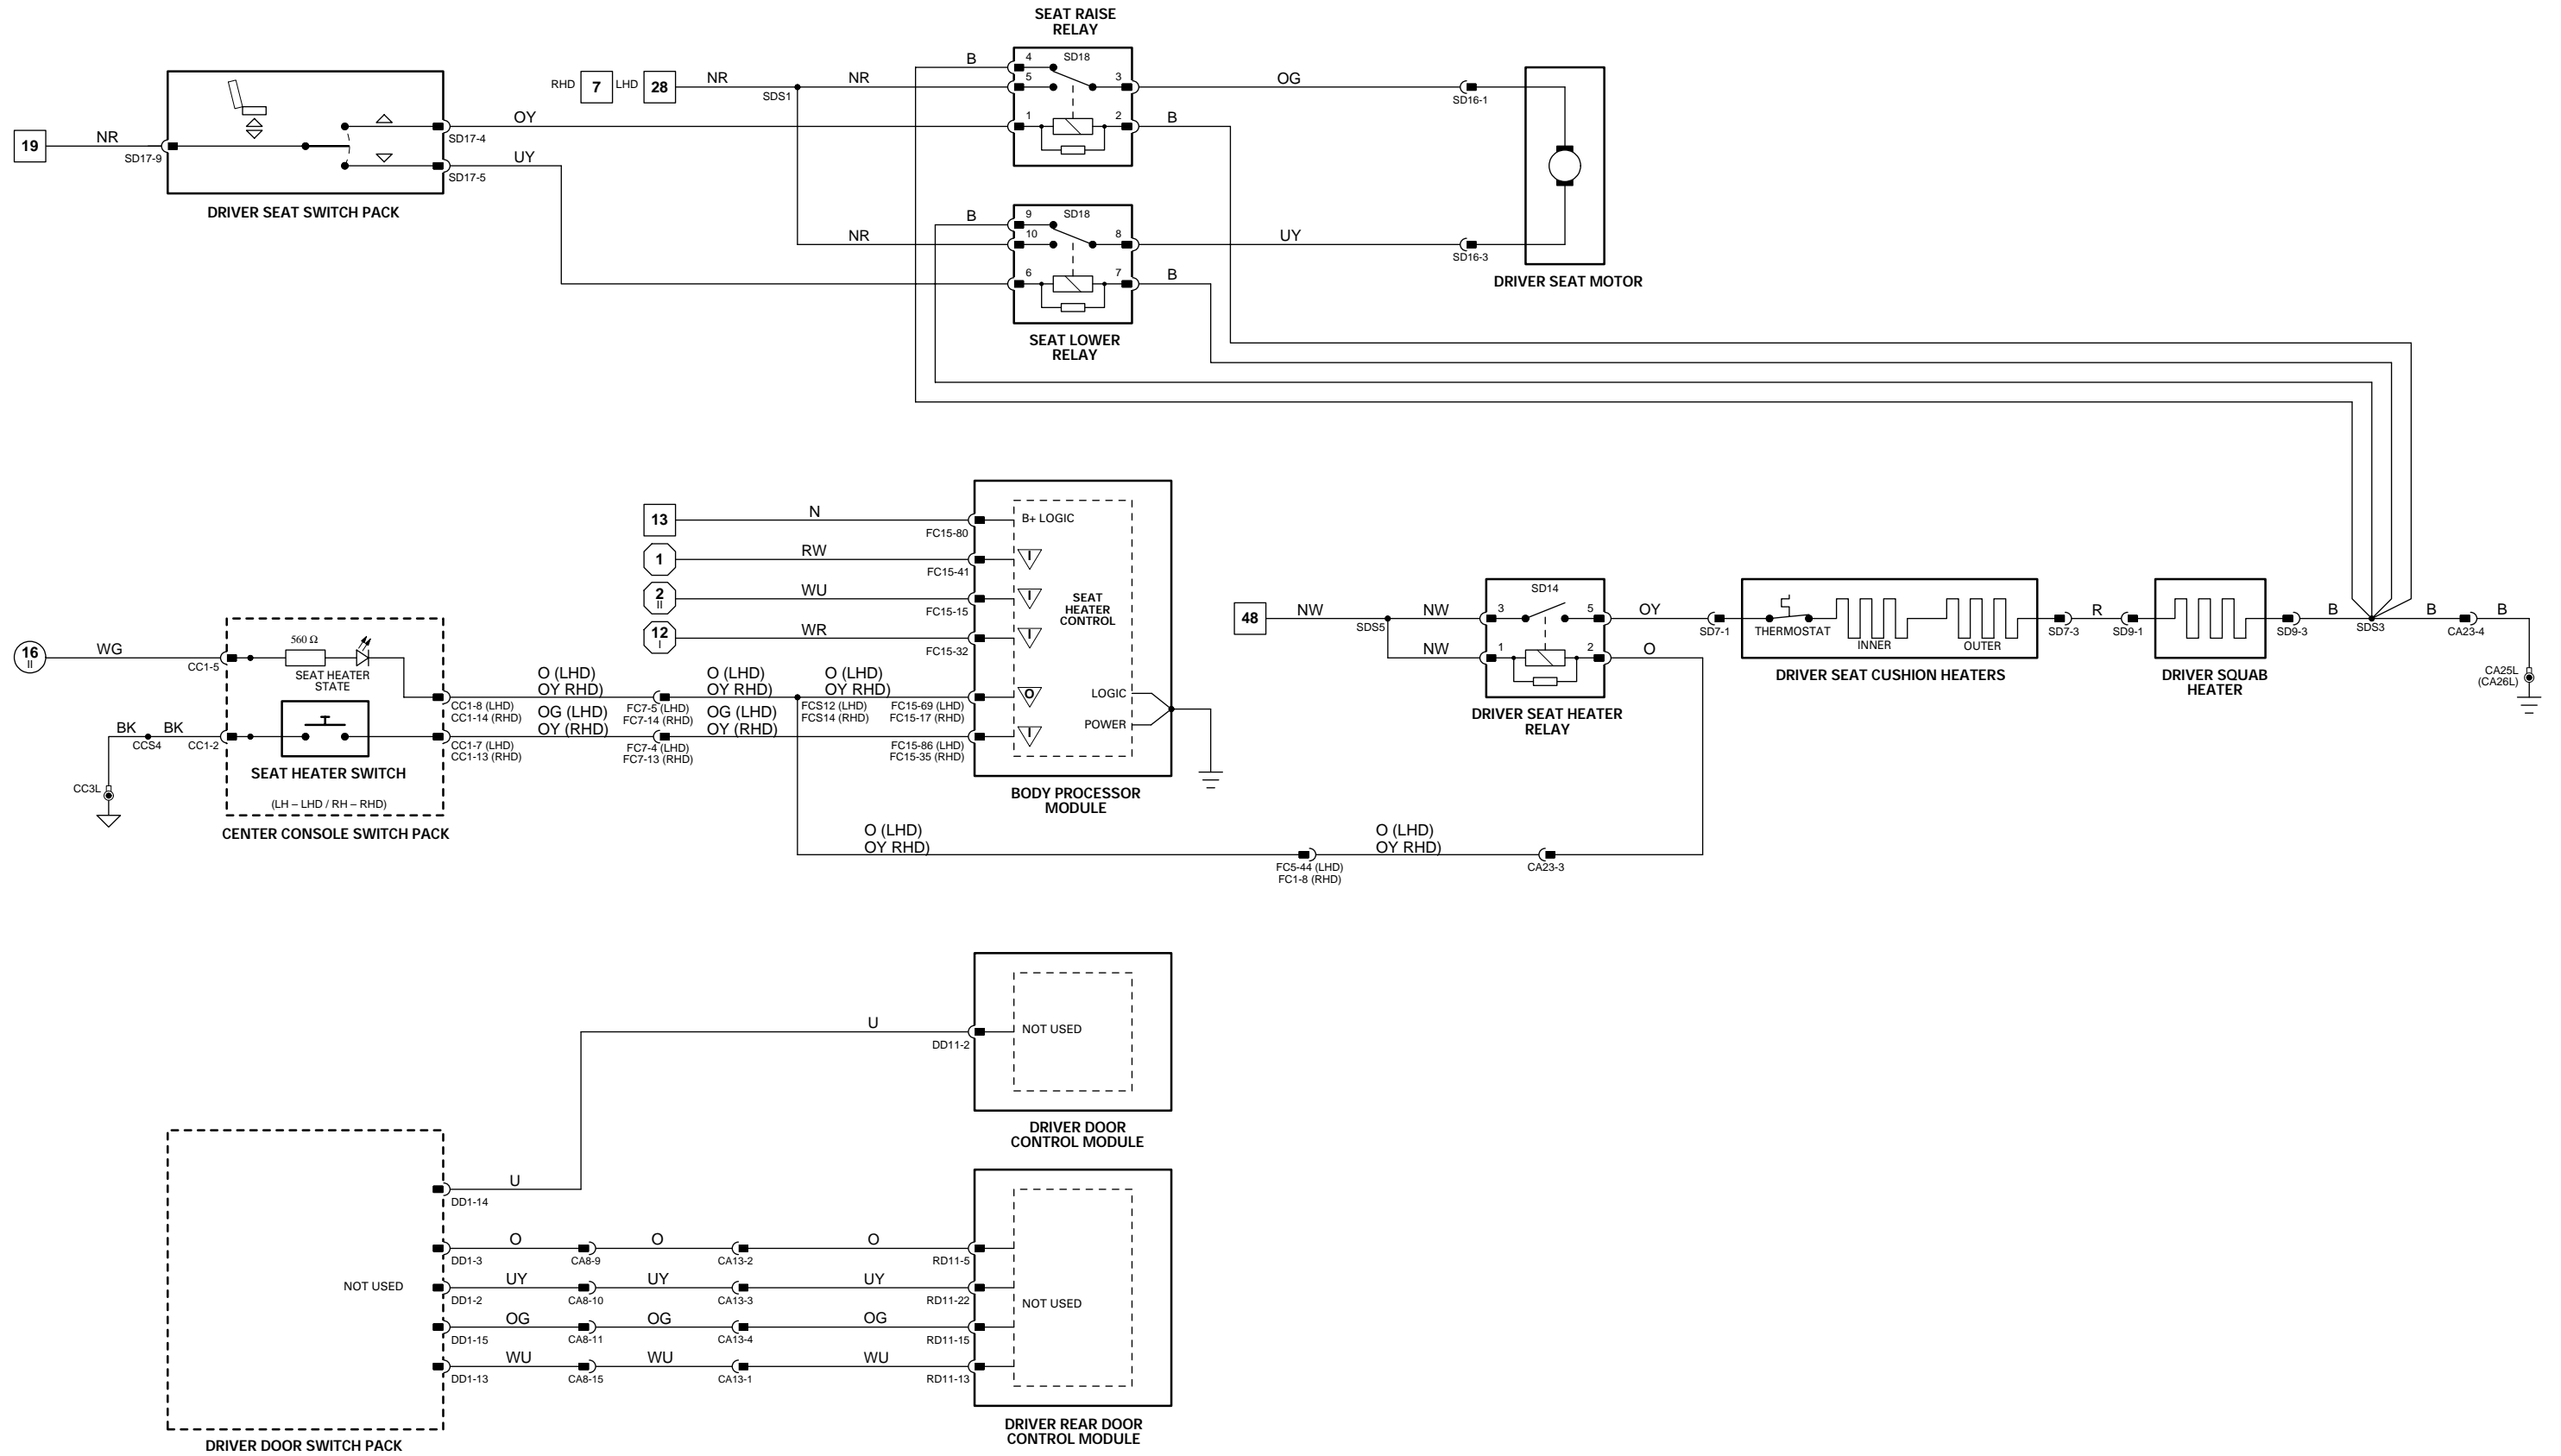 SEAT RAISE
RELAY
B
4
SD18
RHD
7
LHD
28
NR
SDS1
NR
5
3
OG
SD16-1
19
NR
SD17-9
SD17-4
OY
1
2
B
SD17-5
UY
DRIVER SEAT SWITCH PACK
B
9
SD18
NR
10
8
UY
SD16-3
6
7
B
DRIVER SEAT MOTOR
SEAT LOWER
RELAY
13
N
FC15-80
B+ LOGIC
1
RW
FC15-41
I
2
II
WU
FC15-15
I
SEAT
HEATER
CONTROL
12
I
WR
FC15-32
I
48
NW
SDS5
NW
3
SD14
5
OY
SD7-1
THERMOSTAT
INNER
OUTER
SD7-3
R
SD9-1
SD9-3
B
SDS3
B
CA23-4
B
NW
1
2
O
DRIVER SEAT CUSHION HEATERS
DRIVER SQUAB
HEATER
CA25L
(CA26L)
DRIVER SEAT HEATER
RELAY
16
II
WG
CC1-5
560 Ω
SEAT HEATER
STATE
O (LHD)
OY RHD)
O (LHD)
OY RHD)
O (LHD)
OY RHD)
CC1-8 (LHD)
CC1-14 (RHD)
FC7-5 (LHD)
FC7-14 (RHD)
FCS12 (LHD)
FCS14 (RHD)
FC15-69 (LHD)
FC15-17 (RHD)
O
LOGIC
POWER
BK
CCS4
BK
CC1-2
OG (LHD)
OY (RHD)
OG (LHD)
OY (RHD)
CC1-7 (LHD)
CC1-13 (RHD)
FC7-4 (LHD)
FC7-13 (RHD)
FC15-86 (LHD)
FC15-35 (RHD)
I
SEAT HEATER SWITCH
CC3L
(LH – LHD / RH – RHD)
CENTER CONSOLE SWITCH PACK
BODY PROCESSOR
MODULE
O (LHD)
OY RHD)
FC5-44 (LHD)
FC1-8 (RHD)
O (LHD)
OY RHD)
CA23-3
U
DD11-2
NOT USED
DRIVER DOOR
CONTROL MODULE
U
DD1-14
O
DD1-3
CA8-9
O
CA13-2
O
RD11-5
NOT USED
UY
DD1-2
CA8-10
UY
CA13-3
UY
RD11-22
NOT USED
OG
DD1-15
CA8-11
OG
CA13-4
OG
RD11-15
WU
DD1-13
CA8-15
WU
CA13-1
WU
RD11-13
DRIVER REAR DOOR
CONTROL MODULE
DRIVER DOOR SWITCH PACK